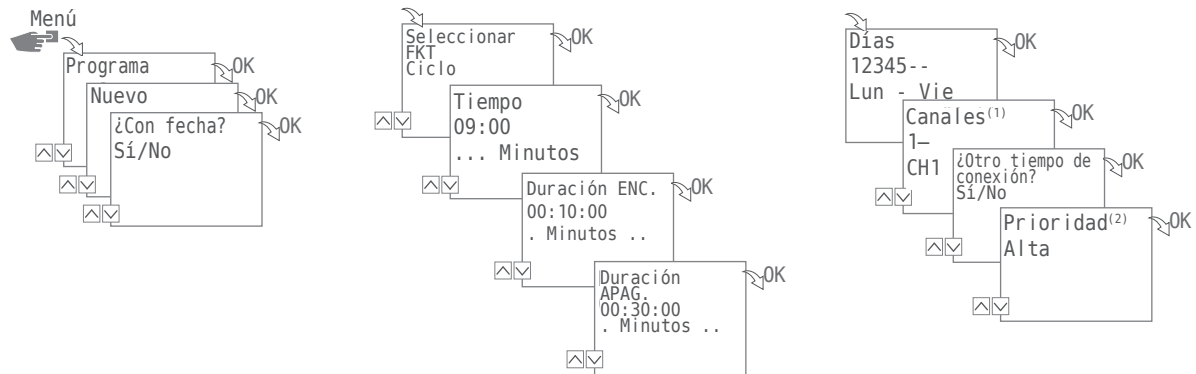 Menú
Programa
OK
Nuevo
OK
¿Con fecha?
Sí/No
OK
Seleccionar
FKT
Ciclo
OK
Tiempo
09:00
... Minutos
OK
Duración ENC.
00:10:00
. Minutos ..
OK
Duración
APAG.
00:30:00
. Minutos ..
OK
Días
12345--
Lun - Vie
OK
Canales(1)
1–
CH1
OK
¿Otro tiempo de
conexión?
Sí/No
OK
Prioridad(2)
Alta
OK